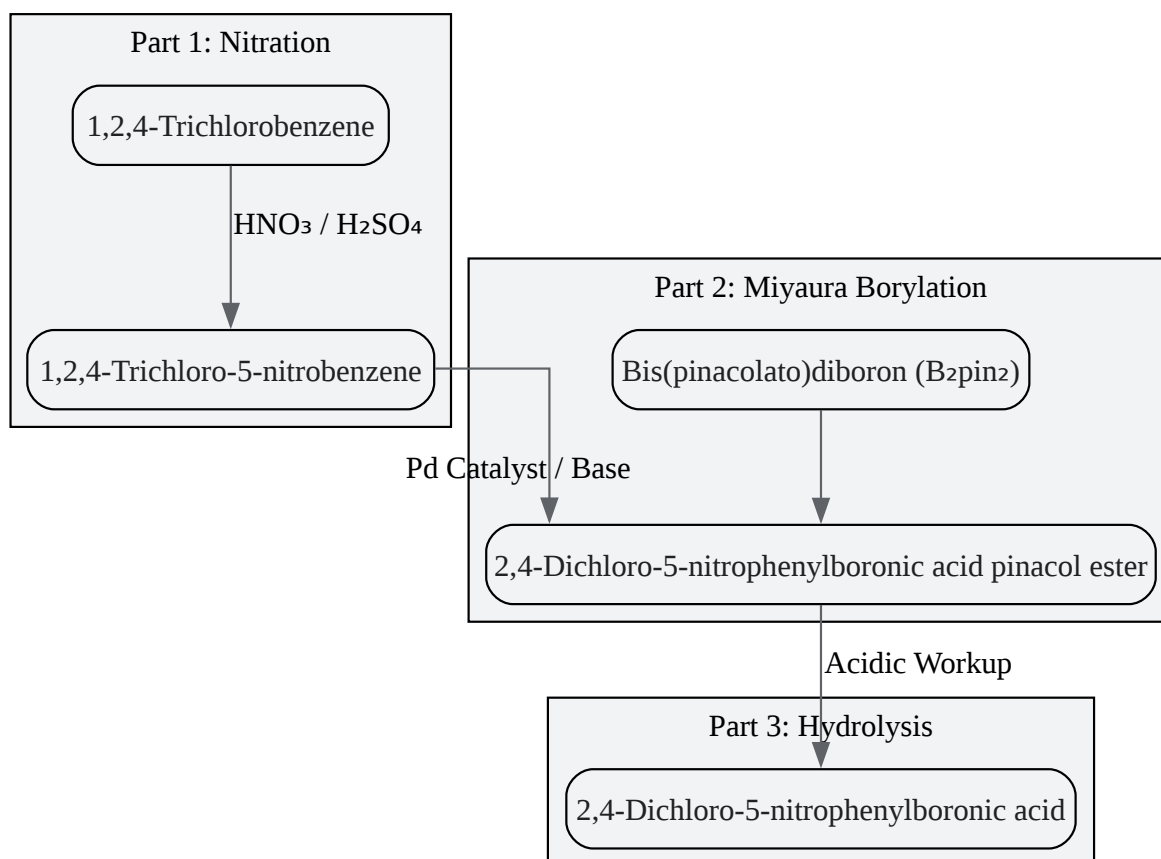 Part 1: Nitration
1,2,4-Trichlorobenzene
HNO₃ / H₂SO₄
1,2,4-Trichloro-5-nitrobenzene
Part 2: Miyaura Borylation
Bis(pinacolato)diboron (B₂pin₂)
Pd Catalyst / Base
2,4-Dichloro-5-nitrophenylboronic acid pinacol ester
Acidic Workup
Part 3: Hydrolysis
2,4-Dichloro-5-nitrophenylboronic acid